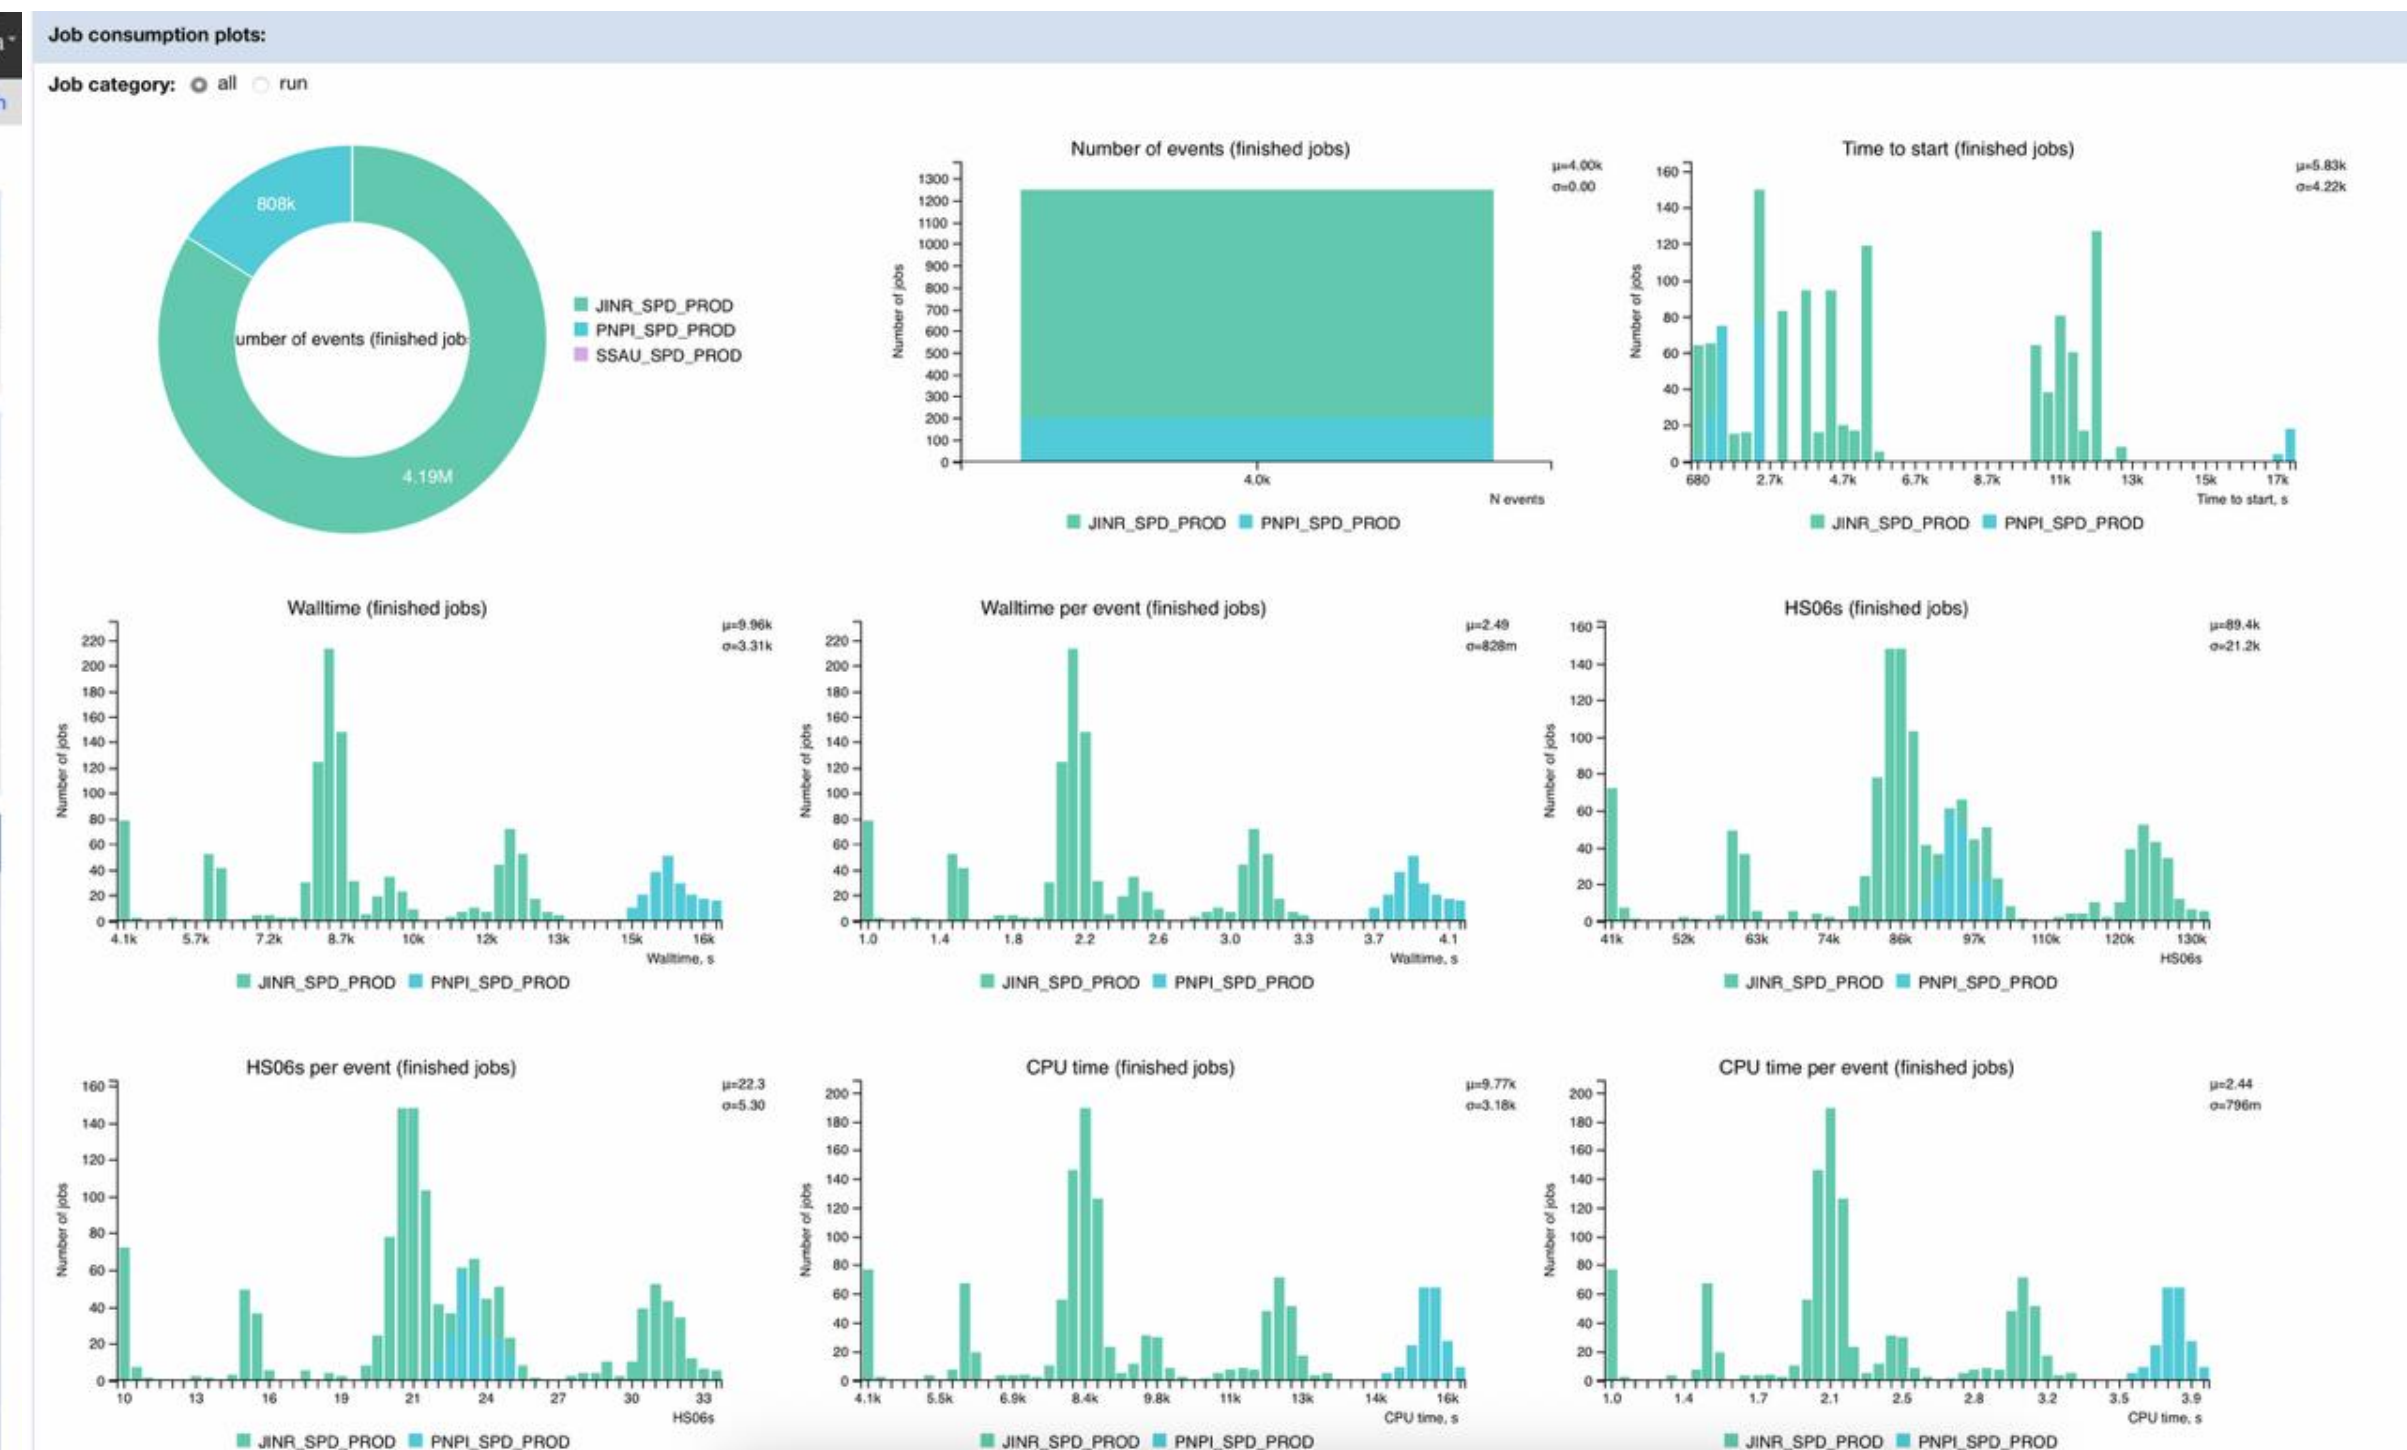 Job consumption plots:
Job category: all run
808k
4.19M
umber of events (finished job
JINR_SPD_PROD
PNPI_SPD_PROD
SSAU_SPD_PROD
Number of events (finished jobs)
μ=4.00k
σ=0.00
Number of jobs
1300
1200
1100
1000
900
800
700
600
500
400
300
200
100
0
4.0k
N events
JINR_SPD_PROD PNPI_SPD_PROD
Time to start (finished jobs)
μ=5.83k
σ=4.22k
Number of jobs
160
140
120
100
80
60
40
20
0
680 2.7k 4.7k 6.7k 8.7k 11k 13k 15k 17k
Time to start, s
JINR_SPD_PROD PNPI_SPD_PROD
Walltime (finished jobs)
μ=9.96k
σ=3.31k
Number of jobs
220
200
180
160
140
120
100
80
60
40
20
0
4.1k 5.7k 7.2k 8.7k 10k 12k 13k 15k 16k
Walltime, s
JINR_SPD_PROD PNPI_SPD_PROD
Walltime per event (finished jobs)
μ=2.49
σ=828m
Number of jobs
220
200
180
160
140
120
100
80
60
40
20
0
1.0 1.4 1.8 2.2 2.6 3.0 3.3 3.7 4.1
Walltime, s
JINR_SPD_PROD PNPI_SPD_PROD
HS06s (finished jobs)
μ=89.4k
σ=21.2k
Number of jobs
160
140
120
100
80
60
40
20
0
41k 52k 63k 74k 86k 97k 110k 120k 130k
HS06s
JINR_SPD_PROD PNPI_SPD_PROD
HS06s per event (finished jobs)
μ=22.3
σ=5.30
Number of jobs
160
140
120
100
80
60
40
20
0
10 13 16 19 21 24 27 30 33
HS06s
JINR_SPD_PROD PNPI_SPD_PROD
CPU time (finished jobs)
μ=9.77k
σ=3.18k
Number of jobs
200
180
160
140
120
100
80
60
40
20
0
4.1k 5.5k 6.9k 8.4k 9.8k 11k 13k 14k 16k
CPU time, s
JINR_SPD_PROD PNPI_SPD_PROD
CPU time per event (finished jobs)
μ=2.44
σ=796m
Number of jobs
200
180
160
140
120
100
80
60
40
20
0
1.0 1.4 1.7 2.1 2.5 2.8 3.2 3.5 3.9
CPU time, s
JINR_SPD_PROD PNPI_SPD_PROD